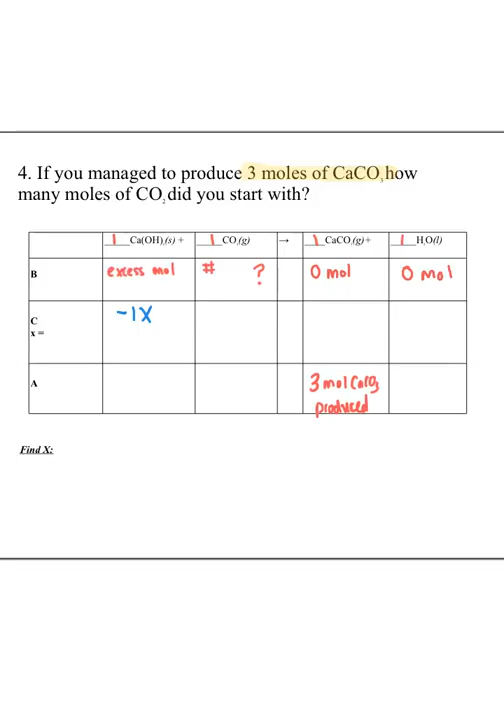 4. If you managed to produce 3 moles of CaCO₃ how
many moles of CO₂ did you start with?
1 Ca(OH)₂(s) + 1 CO₂(g) → 1 CaCO₃(g)+ 1 H₂O(l)
B excess mol # ? 0 mol 0 mol
C -1X
x =
A 3 mol CaCO₃
produced
Find X: